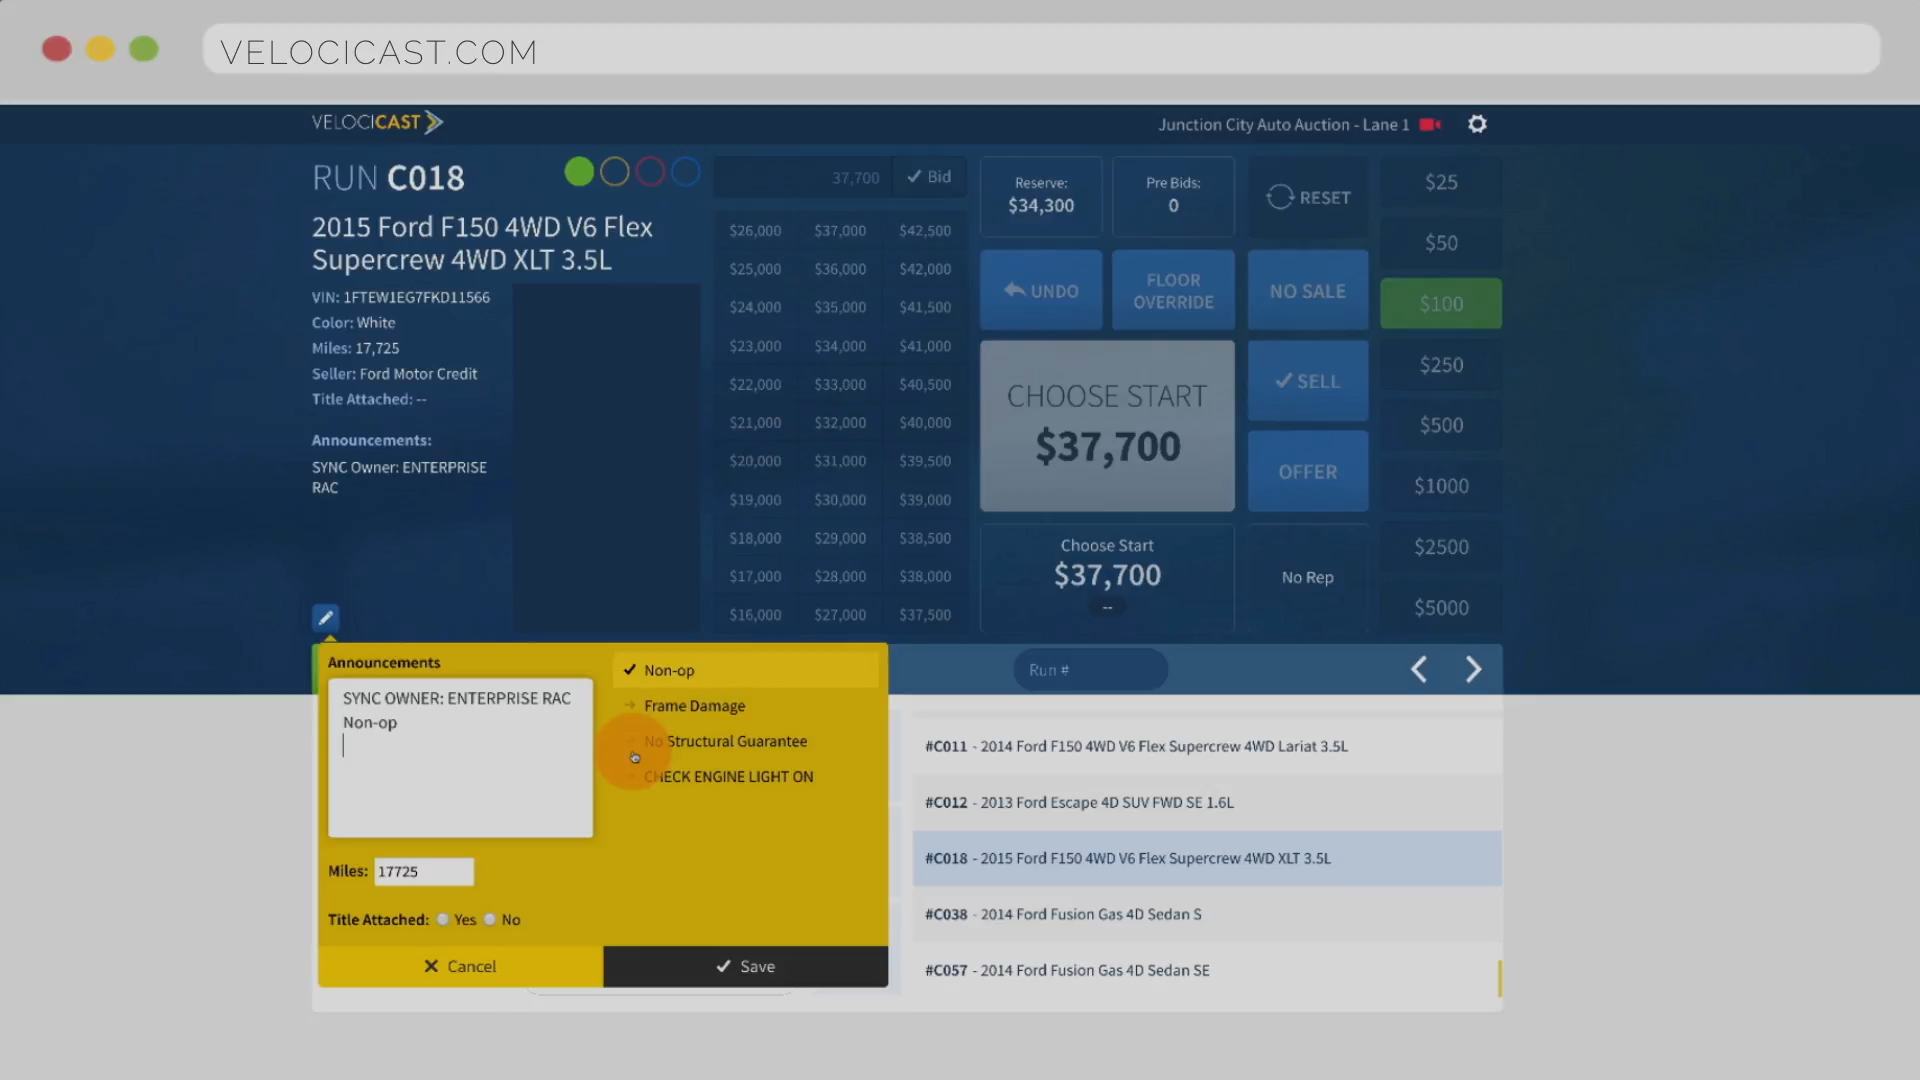 VELOCICAST.COM
VELOCICAST
Junction City Auto Auction - Lane 1
RUN C018
2015 Ford F150 4WD V6 Flex
Supercrew 4WD XLT 3.5L
VIN: 1FTEW1EG7FKD11566
Color: White
Miles: 17,725
Seller: Ford Motor Credit
Title Attached: --
Announcements:
SYNC Owner: ENTERPRISE
RAC
37,700
Bid
$26,000 $37,000 $42,500
$25,000 $36,000 $42,000
$24,000 $35,000 $41,500
$23,000 $34,000 $41,000
$22,000 $33,000 $40,500
$21,000 $32,000 $40,000
$20,000 $31,000 $39,500
$19,000 $30,000 $39,000
$18,000 $29,000 $38,500
$17,000 $28,000 $38,000
$16,000 $27,000 $37,500
Reserve:
$34,300
Pre Bids:
0
RESET
UNDO
FLOOR
OVERRIDE
NO SALE
CHOOSE START
$37,700
SELL
OFFER
Choose Start
$37,700
--
No Rep
$25
$50
$100
$250
$500
$1000
$2500
$5000
Announcements
SYNC OWNER: ENTERPRISE RAC
Non-op
Non-op
Frame Damage
No Structural Guarantee
CHECK ENGINE LIGHT ON
Miles: 17725
Title Attached: Yes No
Cancel
Save
Run #
#C011 - 2014 Ford F150 4WD V6 Flex Supercrew 4WD Lariat 3.5L
#C012 - 2013 Ford Escape 4D SUV FWD SE 1.6L
#C018 - 2015 Ford F150 4WD V6 Flex Supercrew 4WD XLT 3.5L
#C038 - 2014 Ford Fusion Gas 4D Sedan S
#C057 - 2014 Ford Fusion Gas 4D Sedan SE